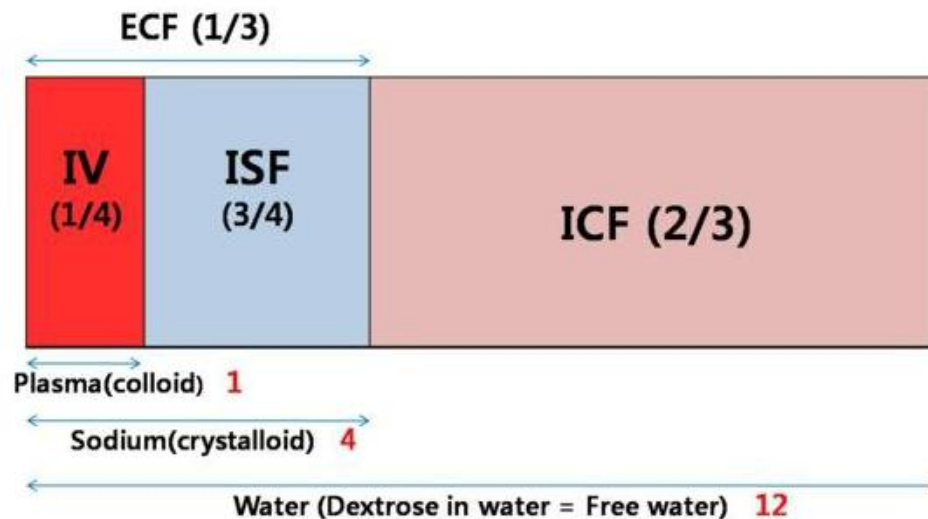 ECF (1/3)
IV
(1/4)
ISF
(3/4)
ICF (2/3)
Plasma(colloid) 1
Sodium(crystalloid) 4
Water (Dextrose in water = Free water) 12